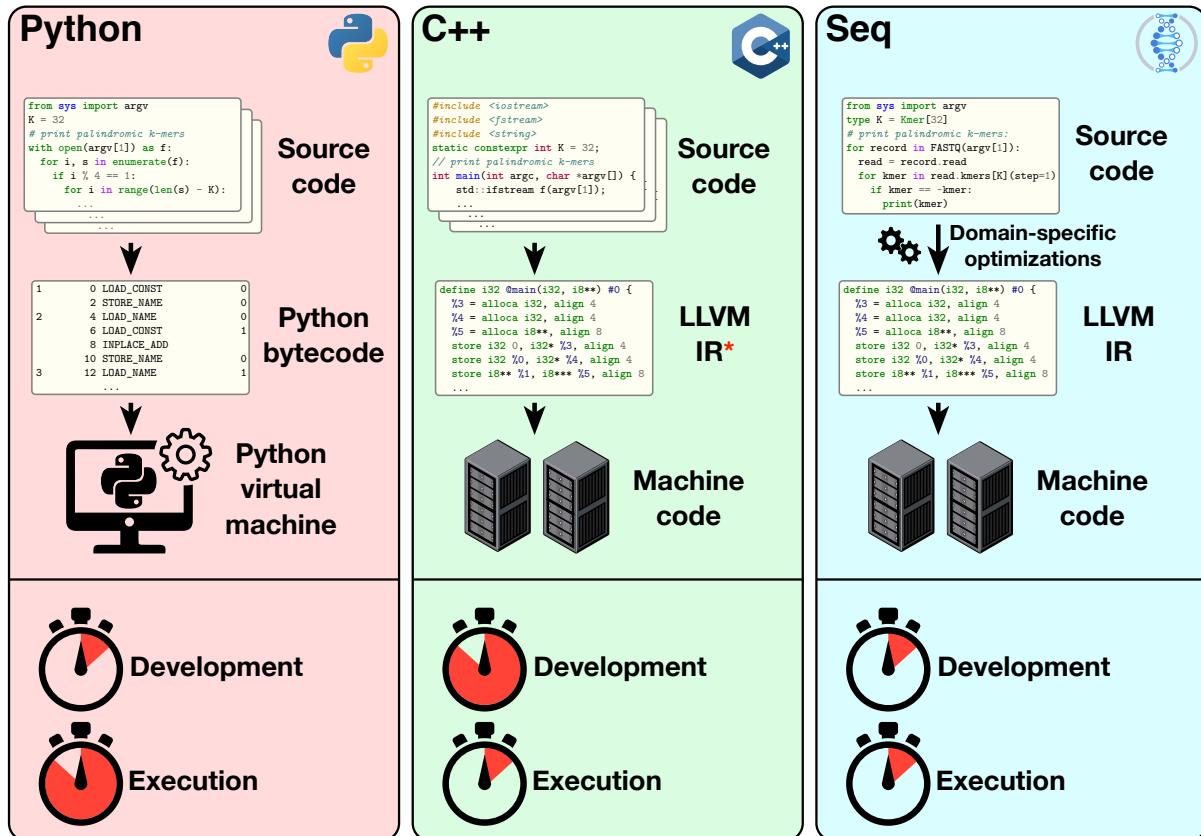 Python
from sys import argv
K = 32
# print palindromic k-mers
with open(argv[1]) as f:
for i, s in enumerate(f):
if i % 4 == 1:
for i in range(len(s) - K):
...
...
...
Source
code
1 0 LOAD_CONST 0
2 STORE_NAME 0
2 4 LOAD_NAME 0
6 LOAD_CONST 1
8 INPLACE_ADD
10 STORE_NAME 0
3 12 LOAD_NAME 1
...
Python
bytecode
Python
virtual
machine
Development
Execution
C++
C++
#include <iostream>
#include <fstream>
#include <string>
static constexpr int K = 32;
// print palindromic k-mers
int main(int argc, char *argv[]) {
std::ifstream f(argv[1]);
...
...
...
Source
code
define i32 @main(i32, i8**) #0 {
%3 = alloca i32, align 4
%4 = alloca i32, align 4
%5 = alloca i8**, align 8
store i32 0, i32* %3, align 4
store i32 %0, i32* %4, align 4
store i8** %1, i8*** %5, align 8
...
LLVM
IR*
Machine
code
Development
Execution
Seq
from sys import argv
type K = Kmer[32]
# print palindromic k-mers:
for record in FASTQ(argv[1]):
read = record.read
for kmer in read.kmers[K](step=1)
if kmer == -kmer:
print(kmer)
Source
code
Domain-specific
optimizations
define i32 @main(i32, i8**) #0 {
%3 = alloca i32, align 4
%4 = alloca i32, align 4
%5 = alloca i8**, align 8
store i32 0, i32* %3, align 4
store i32 %0, i32* %4, align 4
store i8** %1, i8*** %5, align 8
...
LLVM
IR
Machine
code
Development
Execution